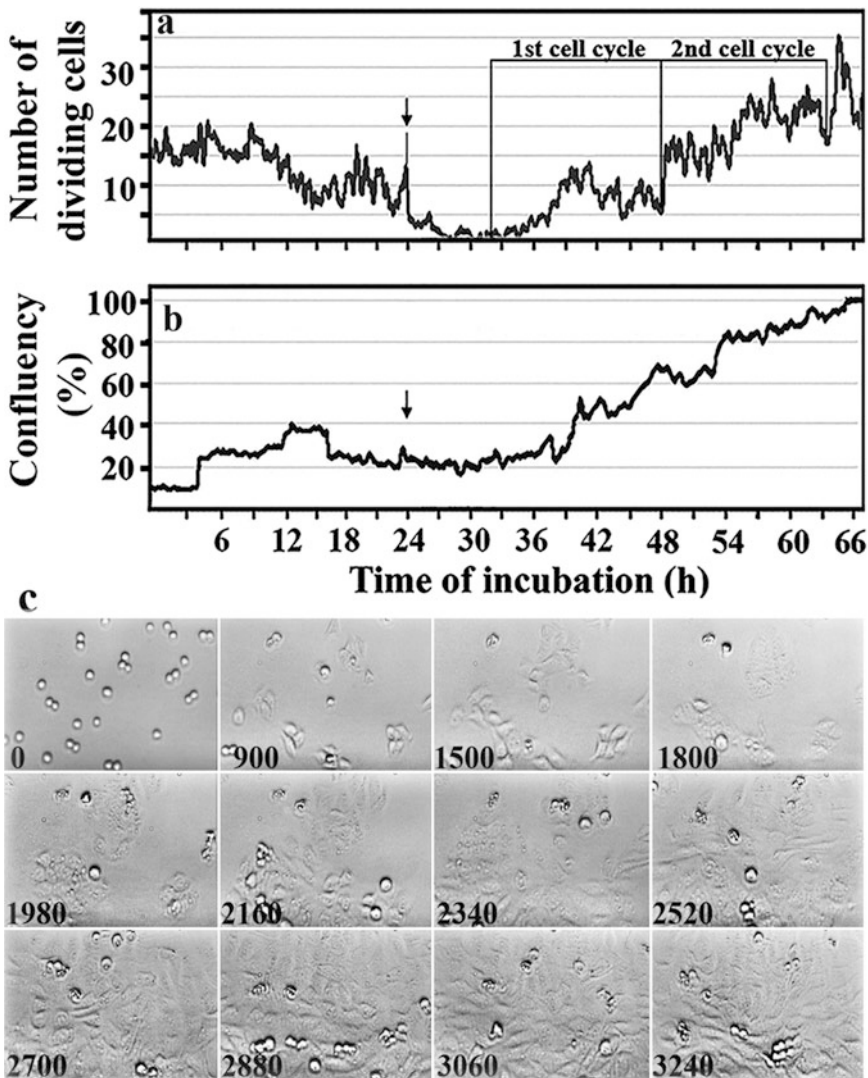 a
Number of
dividing cells
30
20
10
1st cell cycle
2nd cell cycle
b
Confluency
(%)
100
80
60
40
20
6 12 18 24 30 36 42 48 54 60 66
Time of incubation (h)
c
0 900 1500 1800
1980 2160 2340 2520
2700 2880 3060 3240